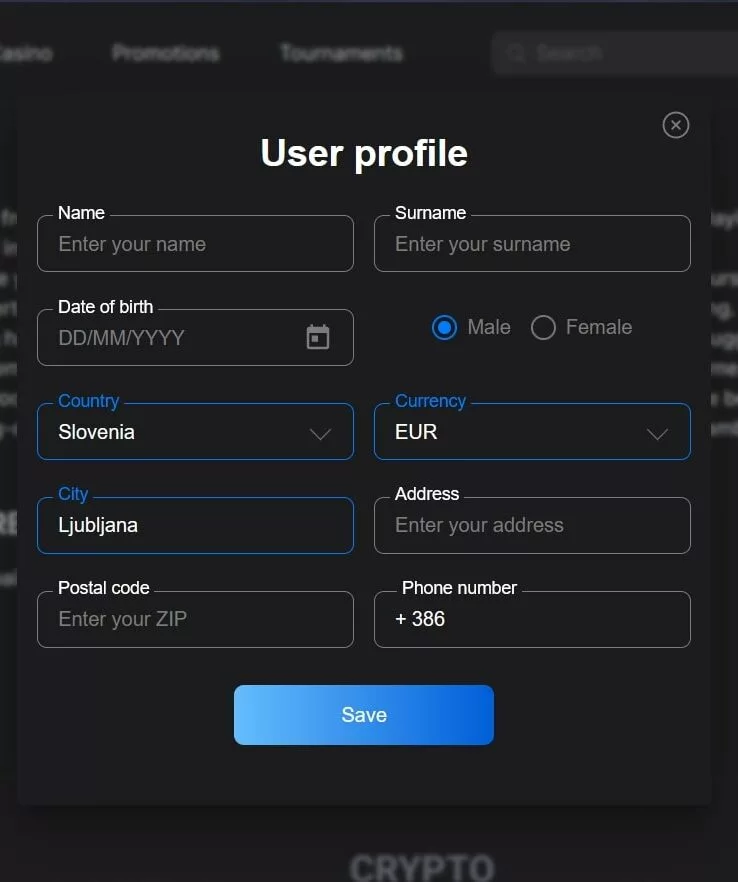 Casino Promotions Tournaments Search
User profile
Name Surname
Enter your name Enter your surname
Date of birth
DD/MM/YYYY Male Female
Country Currency
Slovenia EUR
City Address
Ljubljana Enter your address
Postal code Phone number
Enter your ZIP + 386
Save
CRYPTO